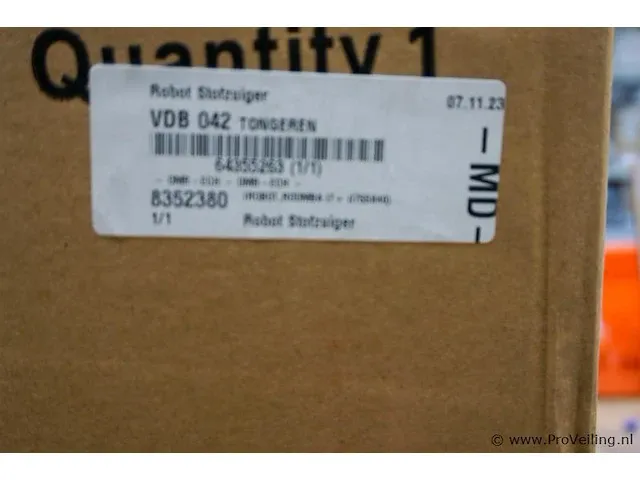 Quantity 1
Robot Stofzuiger 07.11.23
VDB 042 TONGEREN
64355263 (1/1)
8352380
1/1 Robot Stofzuiger
- MD -
© www.ProVeiling.nl